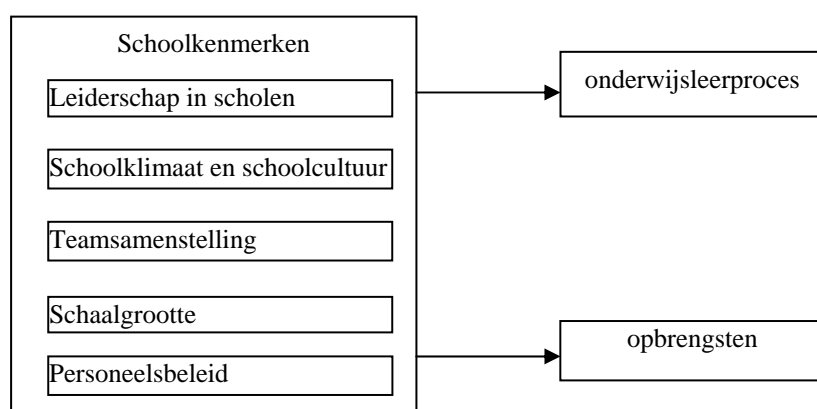 Schoolkenmerken
Leiderschap in scholen
Schoolklimaat en schoolcultuur
Teamsamenstelling
Schaalgrootte
Personeelsbeleid
onderwijsleerproces
opbrengsten